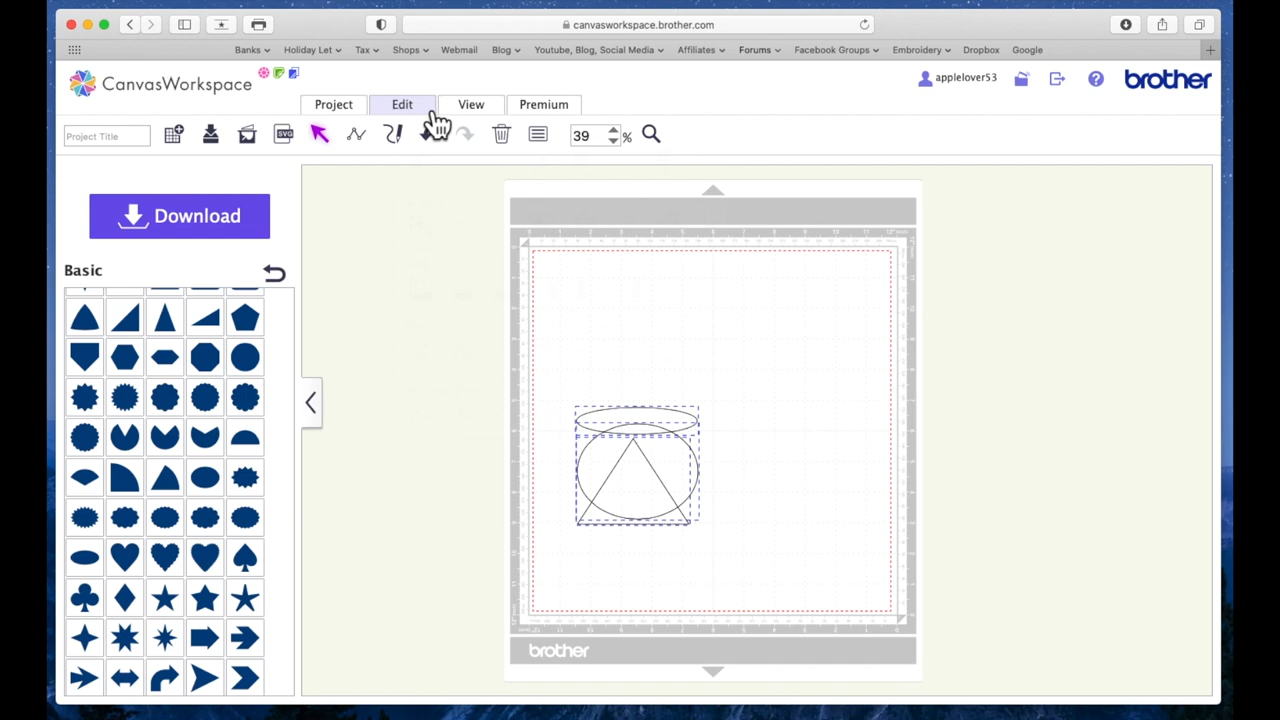 canvasworkspace.brother.com
Banks Holiday Let Tax Shops Webmail Blog Youtube, Blog, Social Media Affiliates Forums Facebook Groups Embroidery Dropbox Google
CanvasWorkspace
applelover53
brother
Project Edit View Premium
Project Title
SVG
39 %
Download
Basic
brother